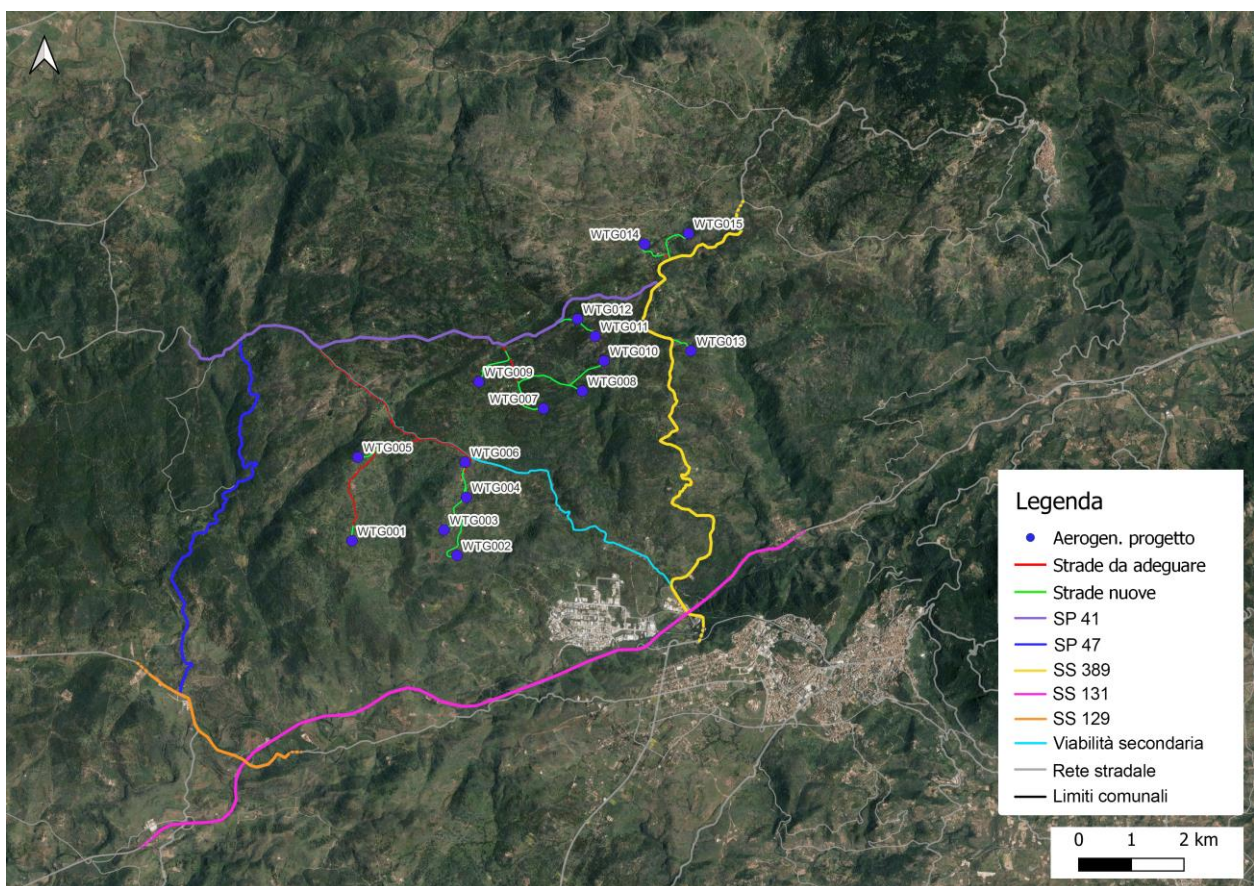 WTG015
WTG014
WTG012
WTG011
WTG013
WTG010
WTG009
WTG008
WTG007
WTG005
WTG006
WTG004
WTG003
WTG001
WTG002
Legenda
Aerogen. progetto
Strade da adeguare
Strade nuove
SP 41
SP 47
SS 389
SS 131
SS 129
Viabilità secondaria
Rete stradale
Limiti comunali
0 1 2 km